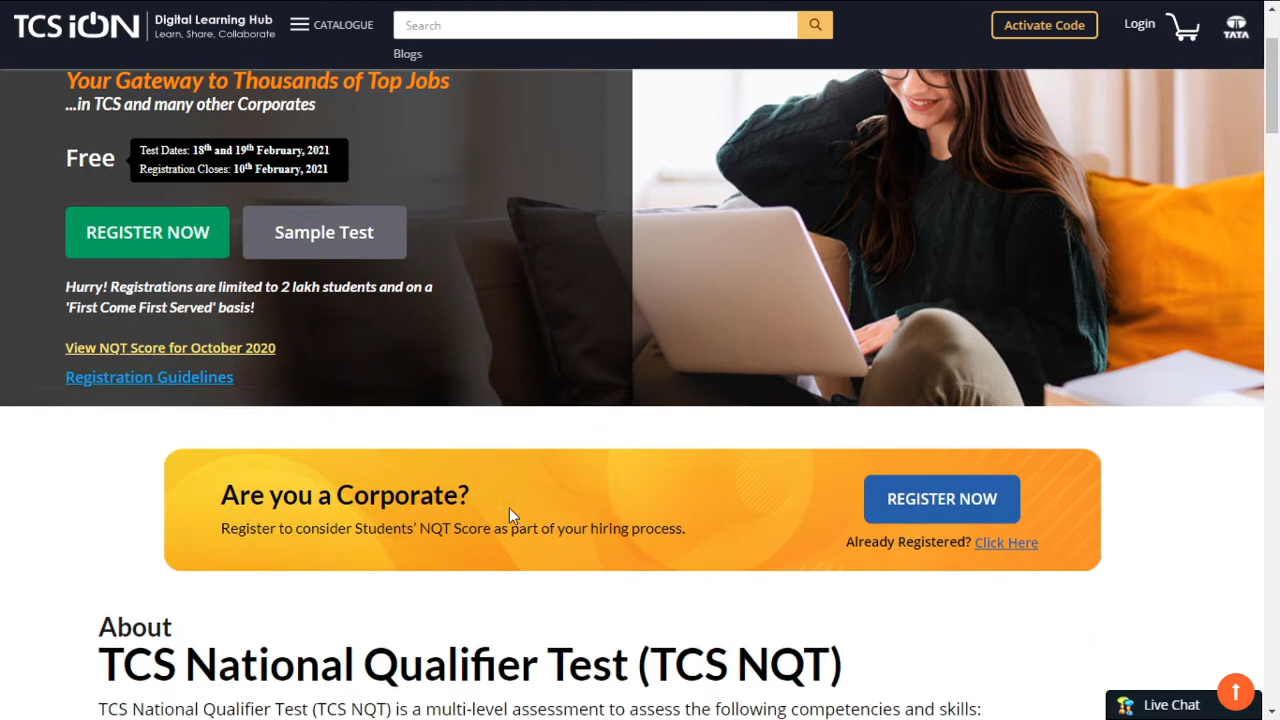 TCS iON
Digital Learning Hub
Learn, Share, Collaborate
CATALOGUE
Search
Activate Code
Login
TATA
Blogs
Your Gateway to Thousands of Top Jobs
...in TCS and many other Corporates
Free
Test Dates: 18th and 19th February, 2021
Registration Closes: 10th February, 2021
REGISTER NOW
Sample Test
Hurry! Registrations are limited to 2 lakh students and on a
'First Come First Served' basis!
View NQT Score for October 2020
Registration Guidelines
Are you a Corporate?
Register to consider Students' NQT Score as part of your hiring process.
REGISTER NOW
Already Registered? Click Here
About
TCS National Qualifier Test (TCS NQT)
TCS National Qualifier Test (TCS NQT) is a multi-level assessment to assess the following competencies and skills:
Live Chat